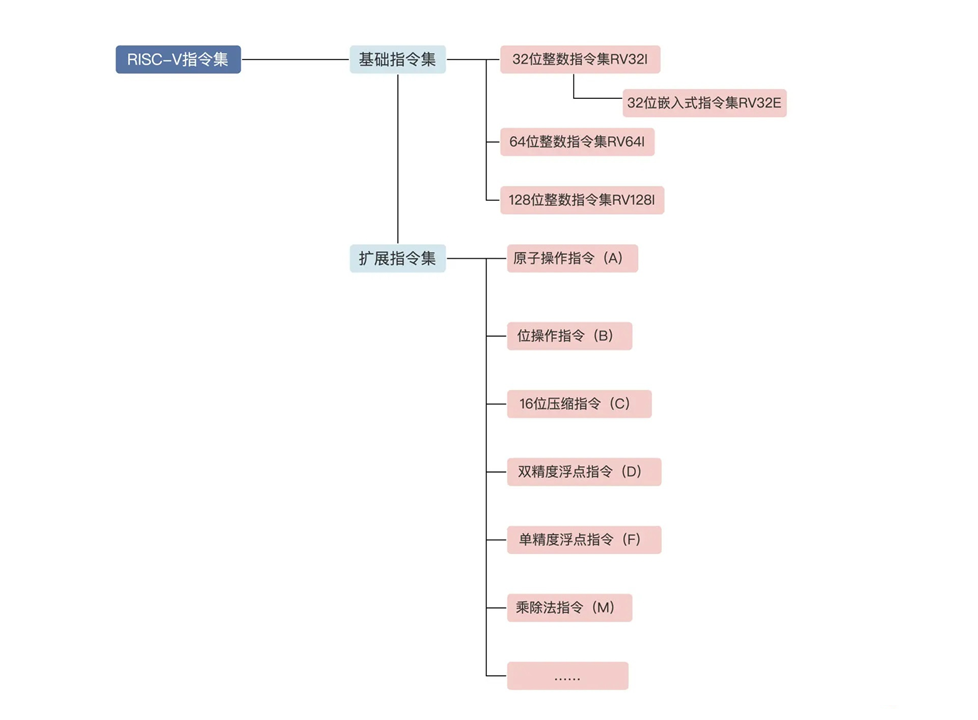 RISC-V指令集
基础指令集
32位整数指令集RV32I
32位嵌入式指令集RV32E
64位整数指令集RV64I
128位整数指令集RV128I
扩展指令集
原子操作指令（A）
位操作指令（B）
16位压缩指令（C）
双精度浮点指令（D）
单精度浮点指令（F）
乘除法指令（M）
……